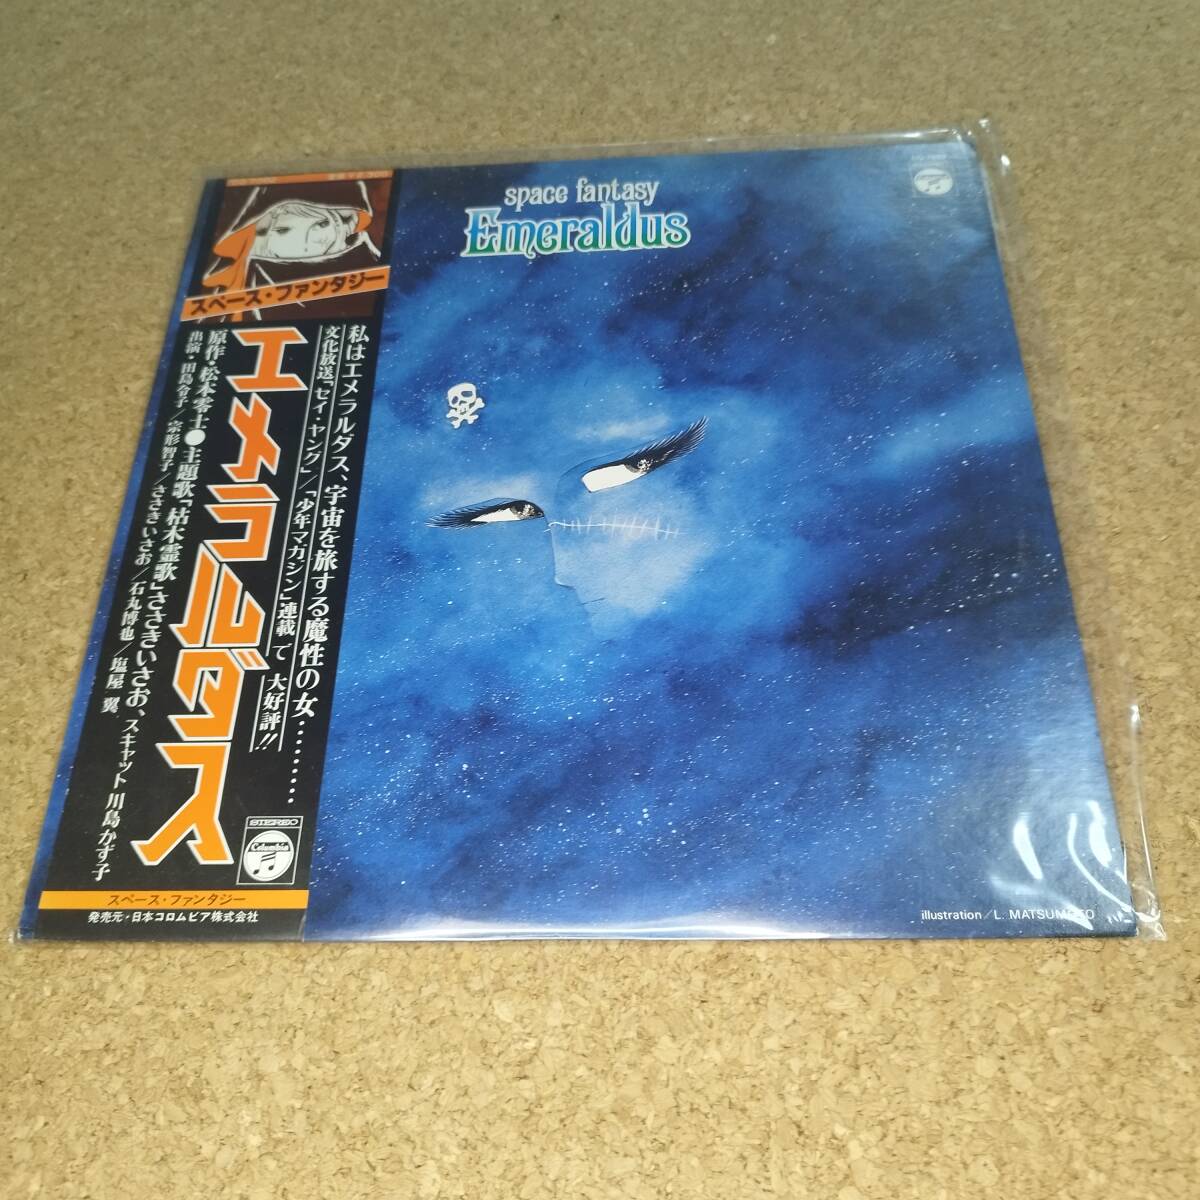 スペース・ファンタジー
エメラルダス
私はエメラルダス、宇宙を旅する魔性の女………
文化放送「セイ・ヤング」/「少年マガジン」連載で大好評!!
原作・松本零士●主題歌「枯木霊歌」ささきいさお、スキャット 川島かず子
出演・田島令子/宗形智子/ささきいさお/石丸博也/塩屋 翼
STEREO
Columbia
スペース・ファンタジー
発売元・日本コロムビア株式会社
space fantasy
Emeraldus
illustration/L. MATSUMOTO